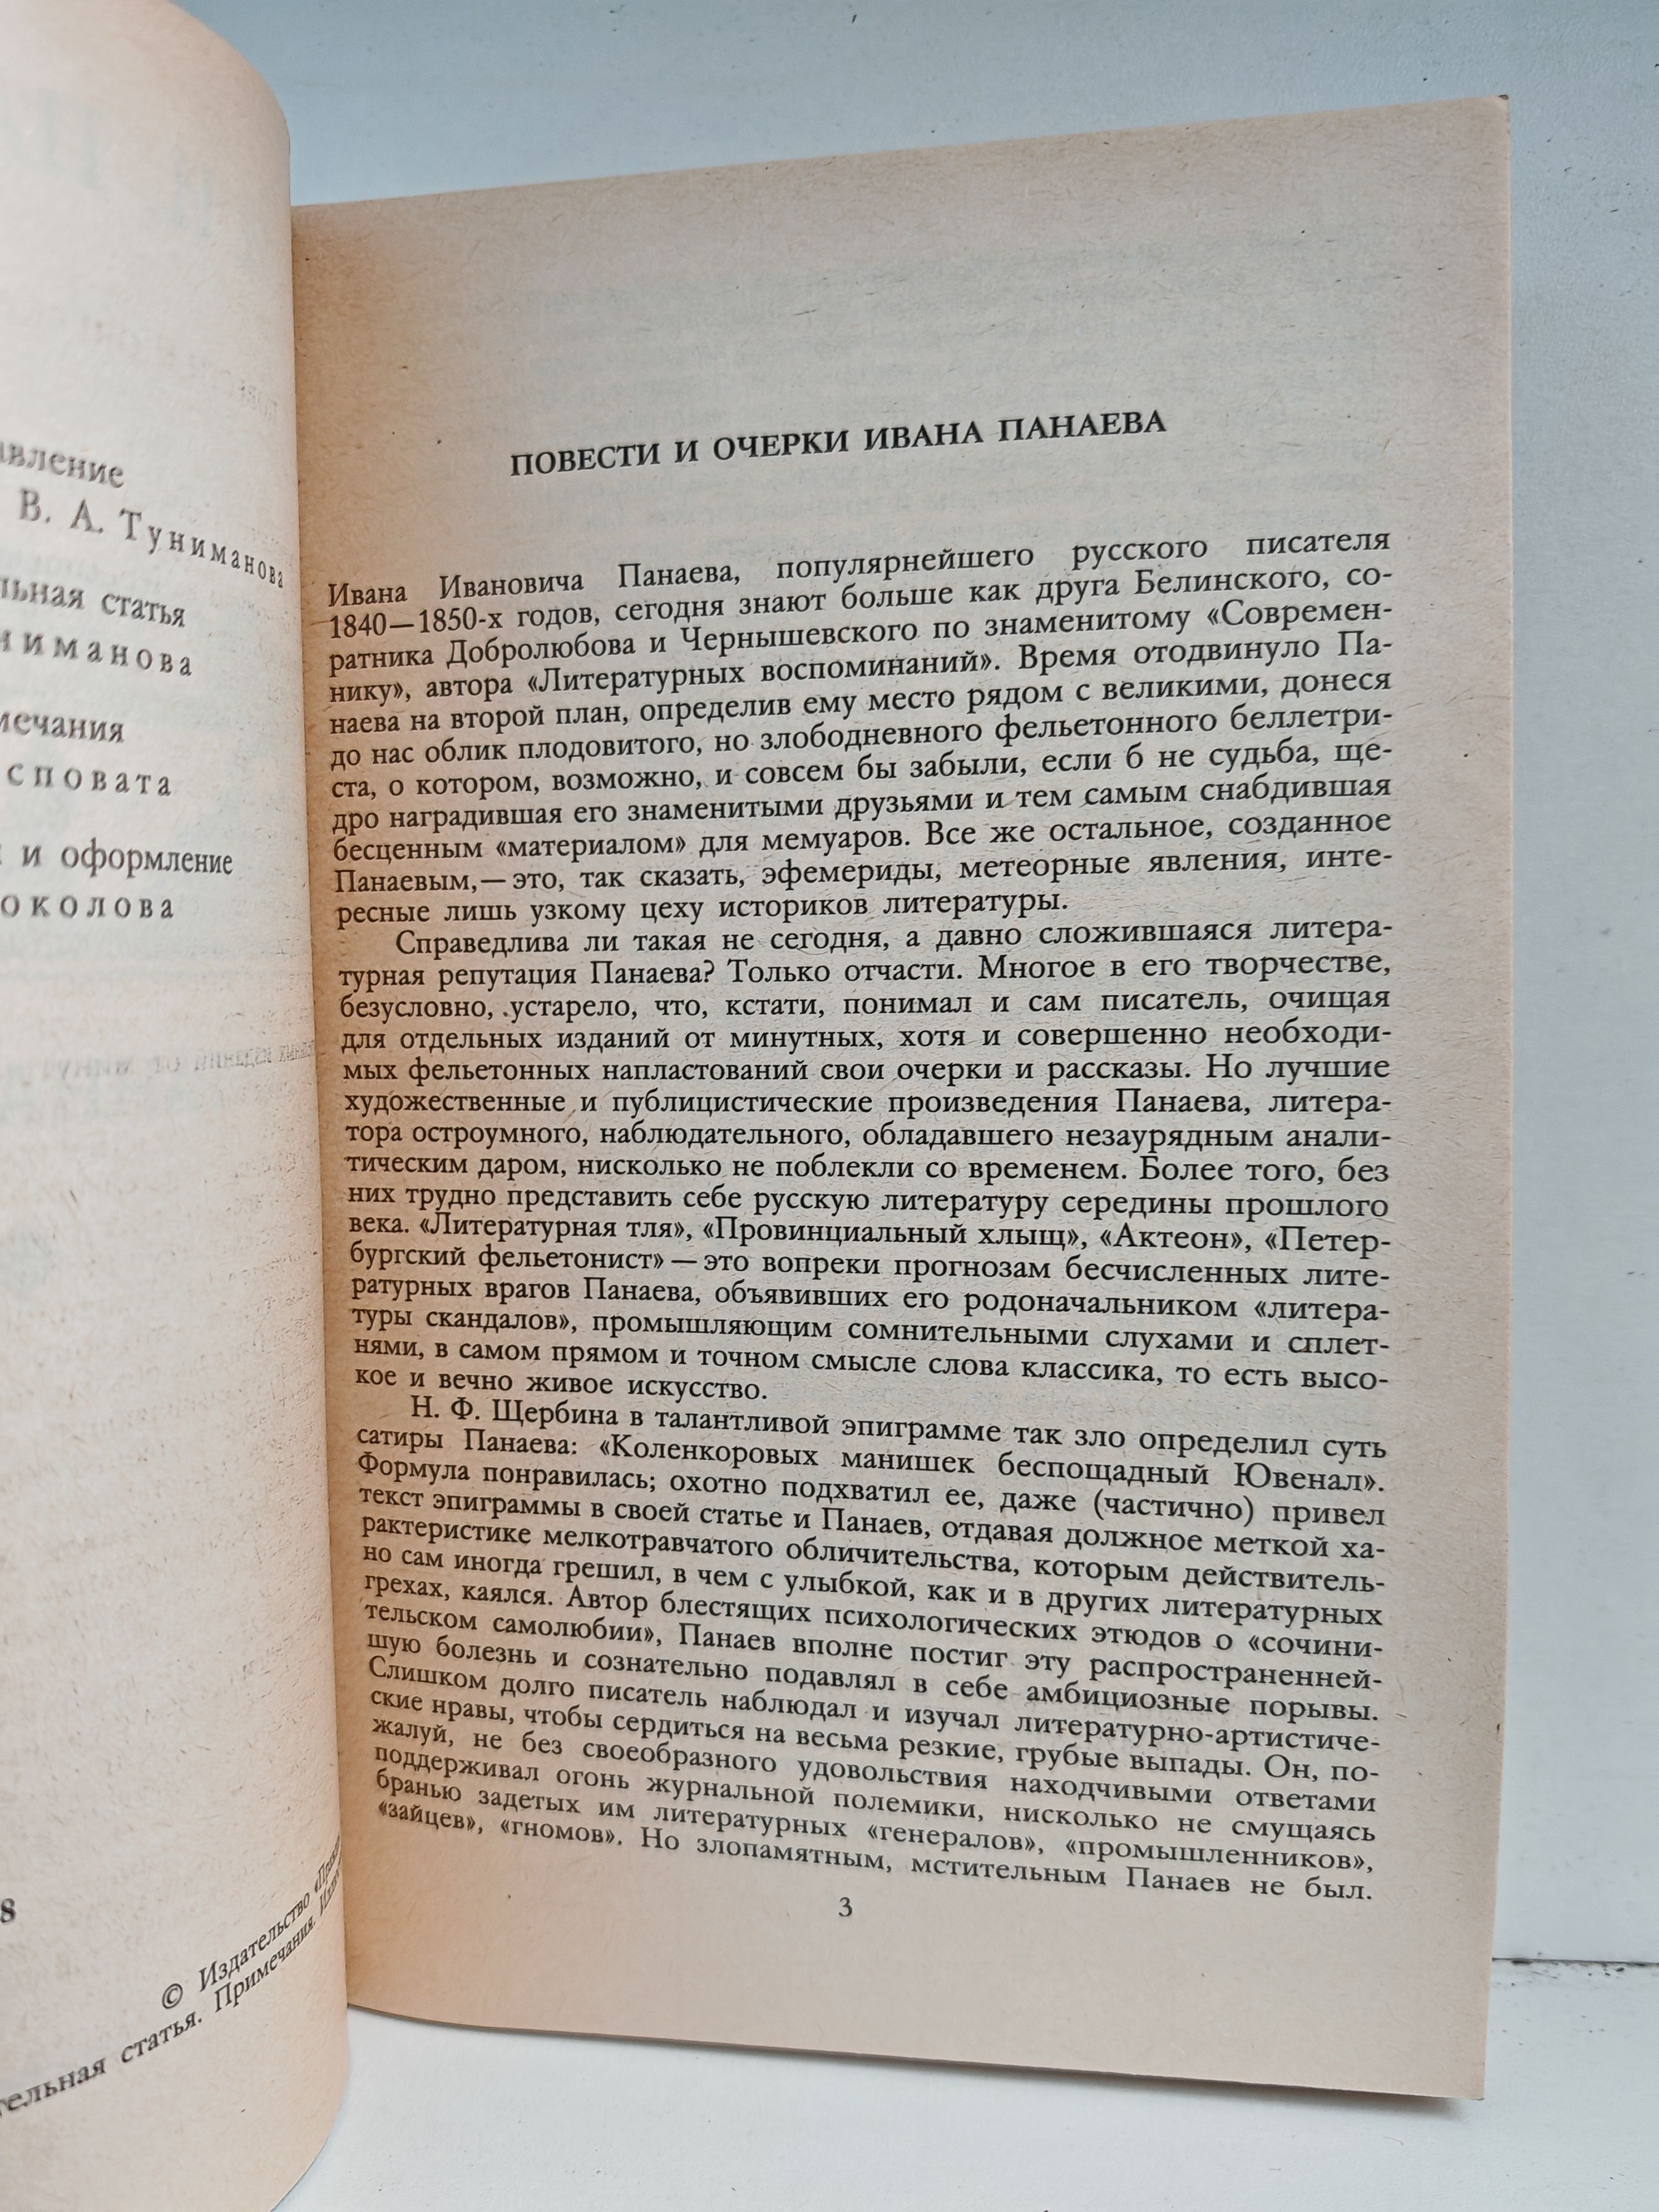 В. А. Туниманова
статья
и оформление
© Издательство
статья. Примечания.
ПОВЕСТИ И ОЧЕРКИ ИВАНА ПАНАЕВА
Ивана Ивановича Панаева, популярнейшего русского писателя
1840—1850-х годов, сегодня знают больше как друга Белинского, со-
ратника Добролюбова и Чернышевского по знаменитому «Современ-
нику», автора «Литературных воспоминаний». Время отодвинуло Па-
наева на второй план, определив ему место рядом с великими, донеся
до нас облик плодовитого, но злободневного фельетонного беллетри-
ста, о котором, возможно, и совсем бы забыли, если б не судьба, ще-
дро наградившая его знаменитыми друзьями и тем самым снабдившая
бесценным «материалом» для мемуаров. Все же остальное, созданное
Панаевым,— это, так сказать, эфемериды, метеорные явления, инте-
ресные лишь узкому цеху историков литературы.
Справедлива ли такая не сегодня, а давно сложившаяся литера-
турная репутация Панаева? Только отчасти. Многое в его творчестве,
безусловно, устарело, что, кстати, понимал и сам писатель, очищая
для отдельных изданий от минутных, хотя и совершенно необходи-
мых фельетонных напластований свои очерки и рассказы. Но лучшие
художественные и публицистические произведения Панаева, литера-
тора остроумного, наблюдательного, обладавшего незаурядным анали-
тическим даром, нисколько не поблекли со временем. Более того, без
них трудно представить себе русскую литературу середины прошлого
века. «Литературная тля», «Провинциальный хлыщ», «Актеон», «Петер-
бургский фельетонист» — это вопреки прогнозам бесчисленных лите-
ратурных врагов Панаева, объявивших его родоначальником «литера-
туры скандалов», промышляющим сомнительными слухами и сплет-
нями, в самом прямом и точном смысле слова классика, то есть высо-
кое и вечно живое искусство.
Н. Ф. Щербина в талантливой эпиграмме так зло определил суть
сатиры Панаева: «Коленкоровых манишек беспощадный Ювенал».
Формула понравилась; охотно подхватил ее, даже (частично) привел
текст эпиграммы в своей статье и Панаев, отдавая должное меткой ха-
рактеристике мелкотравчатого обличительства, которым действитель-
но сам иногда грешил, в чем с улыбкой, как и в других литературных
грехах, каялся. Автор блестящих психологических этюдов о «сочини-
тельском самолюбии», Панаев вполне постиг эту распространенней-
шую болезнь и сознательно подавлял в себе амбициозные порывы.
Слишком долго писатель наблюдал и изучал литературно-артистиче-
ские нравы, чтобы сердиться на весьма резкие, грубые выпады. Он, по-
жалуй, не без своеобразного удовольствия находчивыми ответами
поддерживал огонь журнальной полемики, нисколько не смущаясь
бранью задетых им литературных «генералов», «промышленников»,
«зайцев», «гномов». Но злопамятным, мстительным Панаев не был.
3